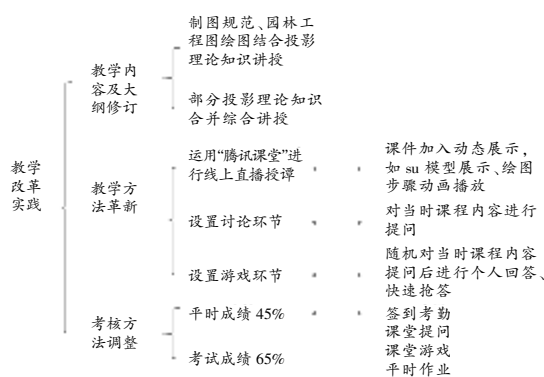 制图规范、园林工
程图绘图结合投影
理论知识讲授
教学内
容及大
纲修订
部分投影理论知识
合并综合讲授
教学
改革
实践
教学方
法革新
运用“腾讯课堂”进
行线上直播授谭
课件加入动态展示，
如 su 模型展示、绘图
步骤动画播放
设置讨论环节
对当时课程内容进行
提问
设置游戏环节
随机对当时课程内容
提问后进行个人回答、
快速抢答
考核方
法调整
平时成绩 45%
签到考勤
课堂提问
课堂游戏
平时作业
考试成绩 65%